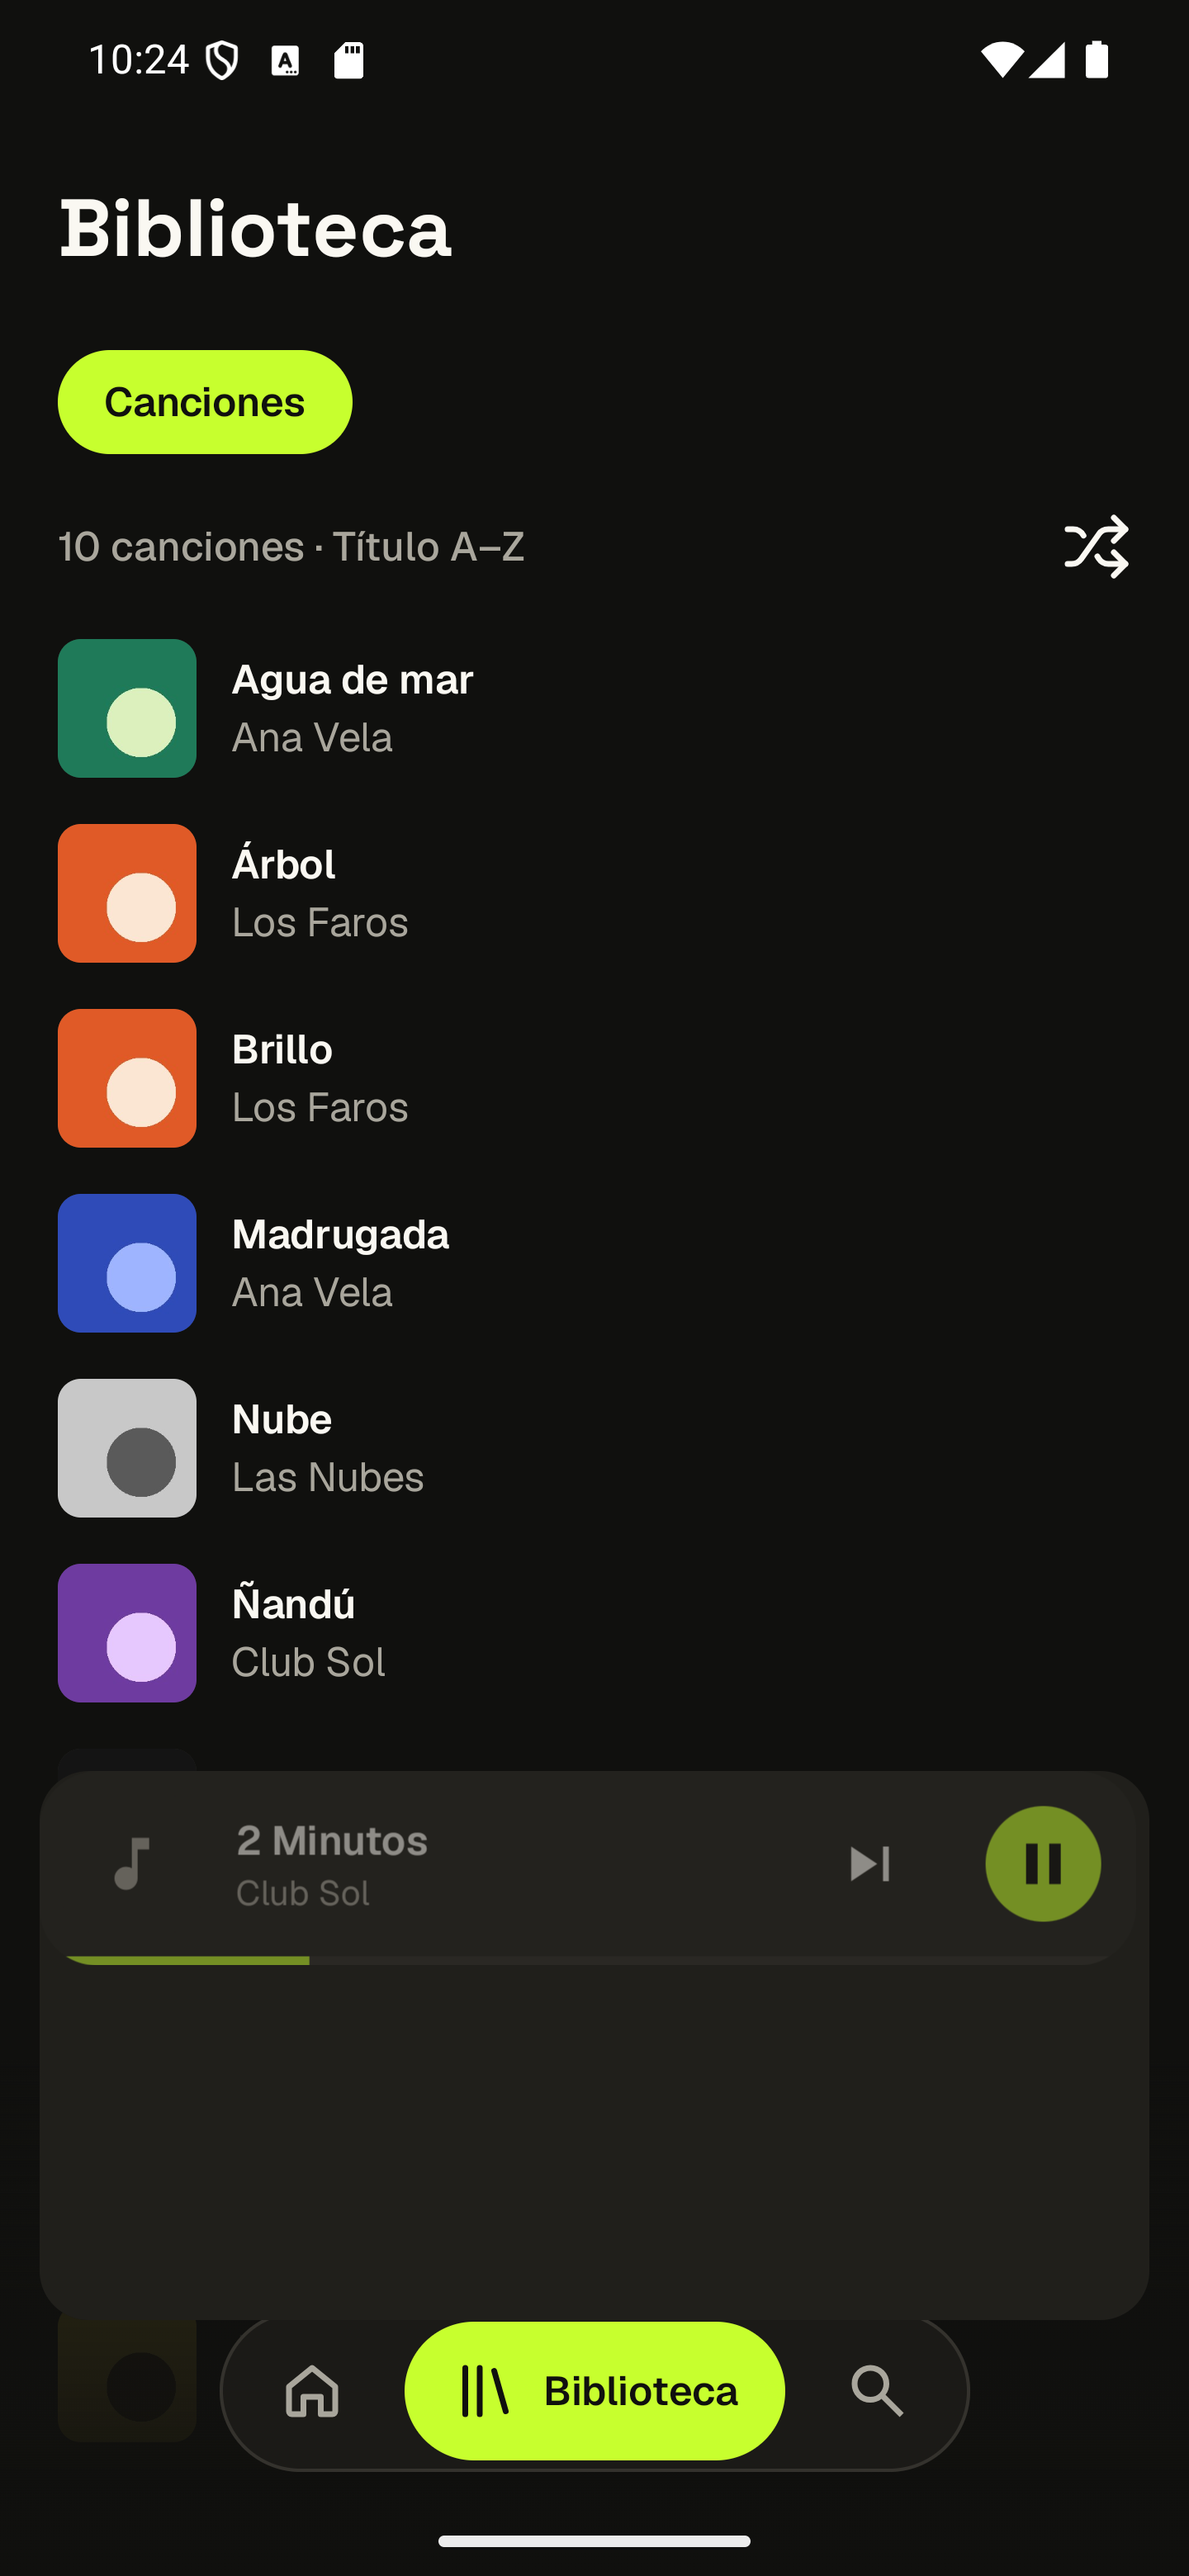 10:24
Biblioteca
Canciones
10 canciones · Título A–Z
Agua de mar
Ana Vela
Árbol
Los Faros
Brillo
Los Faros
Madrugada
Ana Vela
Nube
Las Nubes
Ñandú
Club Sol
2 Minutos
Club Sol
Biblioteca